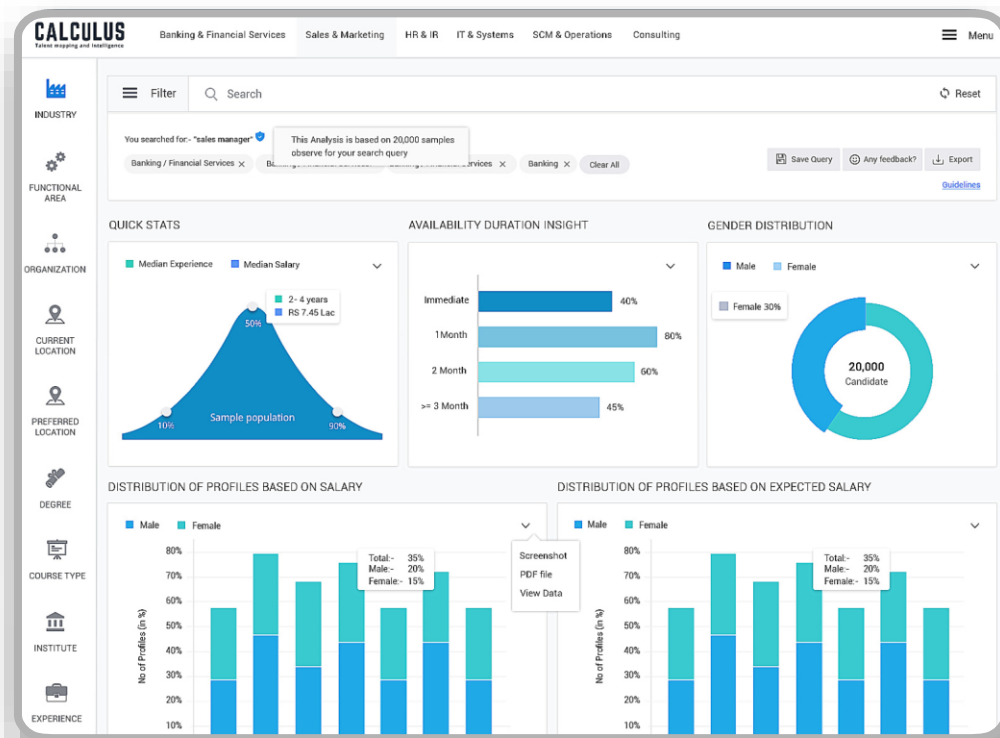 CALCULUS
Talent mapping and intelligence
Banking & Financial Services
Sales & Marketing
HR & IR
IT & Systems
SCM & Operations
Consulting
Menu
INDUSTRY
FUNCTIONAL
AREA
ORGANIZATION
CURRENT
LOCATION
PREFERRED
LOCATION
DEGREE
COURSE TYPE
INSTITUTE
EXPERIENCE
Filter
Search
Reset
You searched for:- "sales manager"
This Analysis is based on 20,000 samples
observe for your search query
Banking / Financial Services
Banking
Clear All
Save Query
Any feedback?
Export
Guidelines
QUICK STATS
Median Experience
Median Salary
2- 4 years
RS 7.45 Lac
50%
10%
Sample population
90%
AVAILABILITY DURATION INSIGHT
Immediate
40%
1Month
80%
2 Month
60%
>= 3 Month
45%
GENDER DISTRIBUTION
Male
Female
Female 30%
20,000
Candidate
DISTRIBUTION OF PROFILES BASED ON SALARY
Male
Female
Screenshot
PDF file
View Data
No of Profiles (in %)
80%
70%
60%
50%
40%
30%
20%
10%
Total:- 35%
Male:- 20%
Female:- 15%
DISTRIBUTION OF PROFILES BASED ON EXPECTED SALARY
Male
Female
No of Profiles (in %)
80%
70%
60%
50%
40%
30%
20%
10%
Total:- 35%
Male:- 20%
Female:- 15%